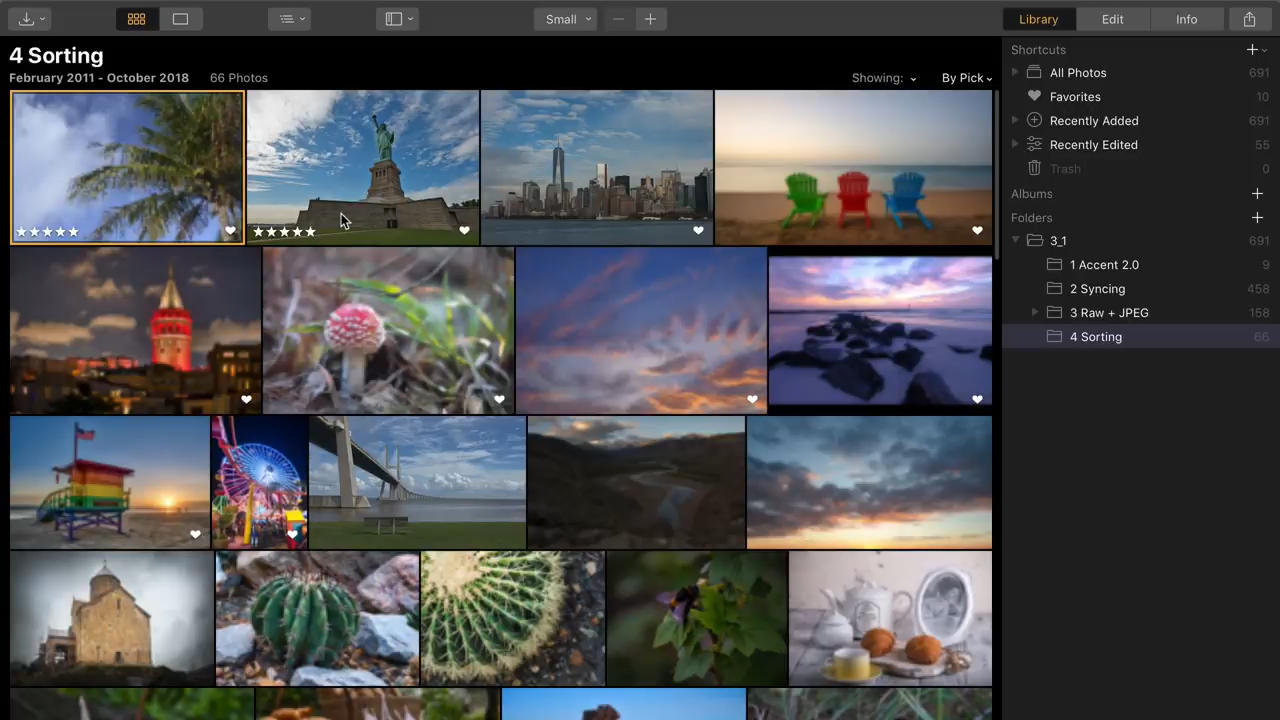 Small
Library
Edit
Info
4 Sorting
February 2011 - October 2018
66 Photos
Showing:
By Pick
Shortcuts
All Photos 691
Favorites 10
Recently Added 691
Recently Edited 55
Trash 0
Albums
Folders
3_1 691
1 Accent 2.0 9
2 Syncing 458
3 Raw + JPEG 158
4 Sorting 66